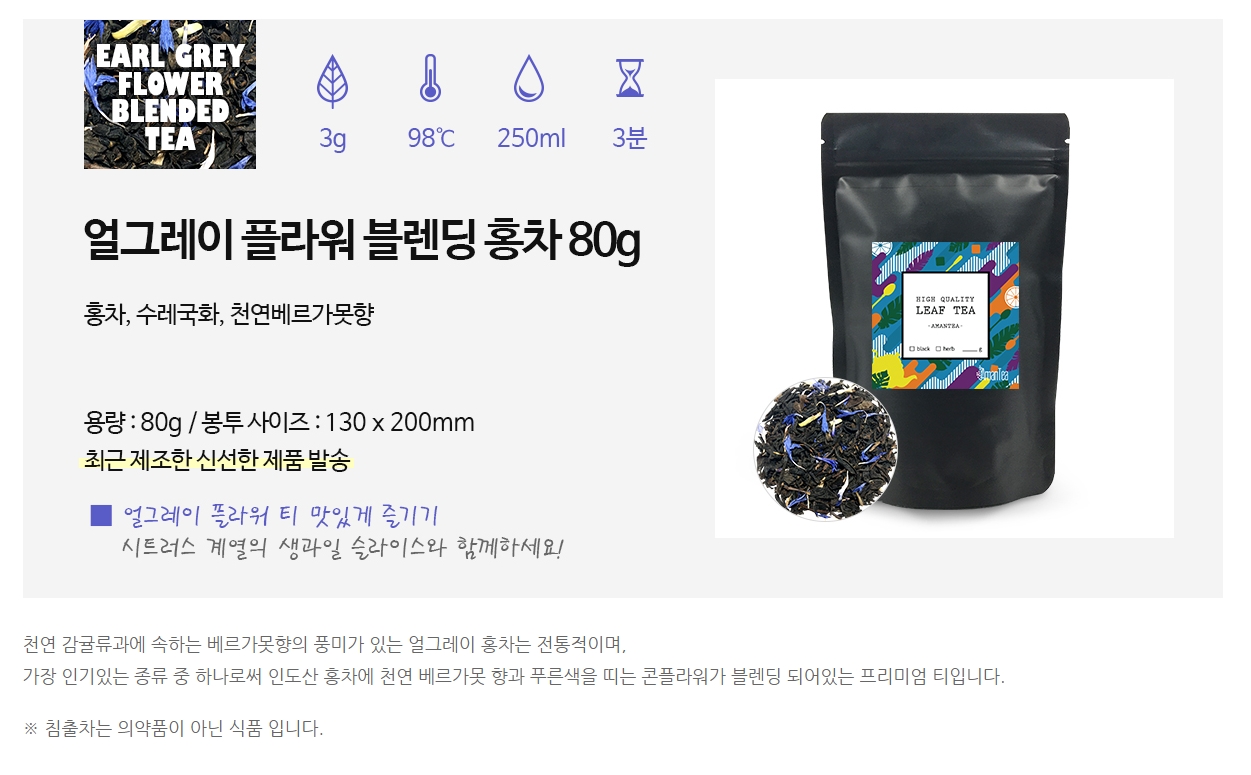 EARL GREY
FLOWER
BLENDED
TEA
3g
98℃
250ml
3분
얼그레이 플라워 블렌딩 홍차 80g
홍차, 수레국화, 천연베르가못향
용량 : 80g / 봉투 사이즈 : 130 x 200mm
최근 제조한 신선한 제품 발송
■ 얼그레이 플라워 티 맛있게 즐기기
시트러스 계열의 생과일 슬라이스와 함께하세요!
HIGH QUALITY
LEAF TEA
-AMANTEA-
□ black □ herb ____ g
AmanTea
천연 감귤류과에 속하는 베르가못향의 풍미가 있는 얼그레이 홍차는 전통적이며,
가장 인기있는 종류 중 하나로써 인도산 홍차에 천연 베르가못 향과 푸른색을 띠는 콘플라워가 블렌딩 되어있는 프리미엄 티입니다.
※ 침출차는 의약품이 아닌 식품 입니다.